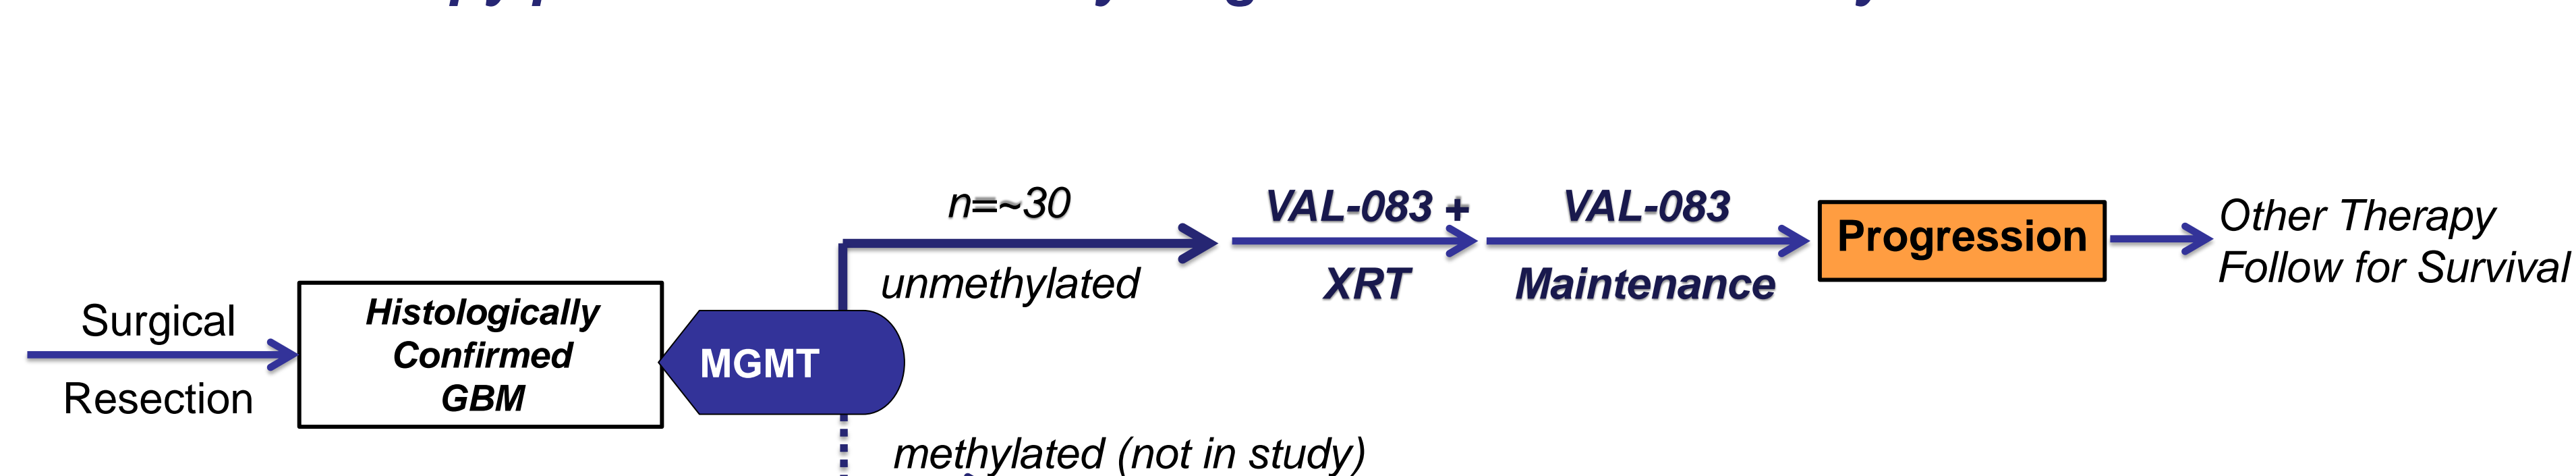 Surgical
Resection
Histologically
Confirmed
GBM
MGMT
n=~30
unmethylated
methylated (not in study)
VAL-083 +
XRT
VAL-083
Maintenance
Progression
Other Therapy
Follow for Survival